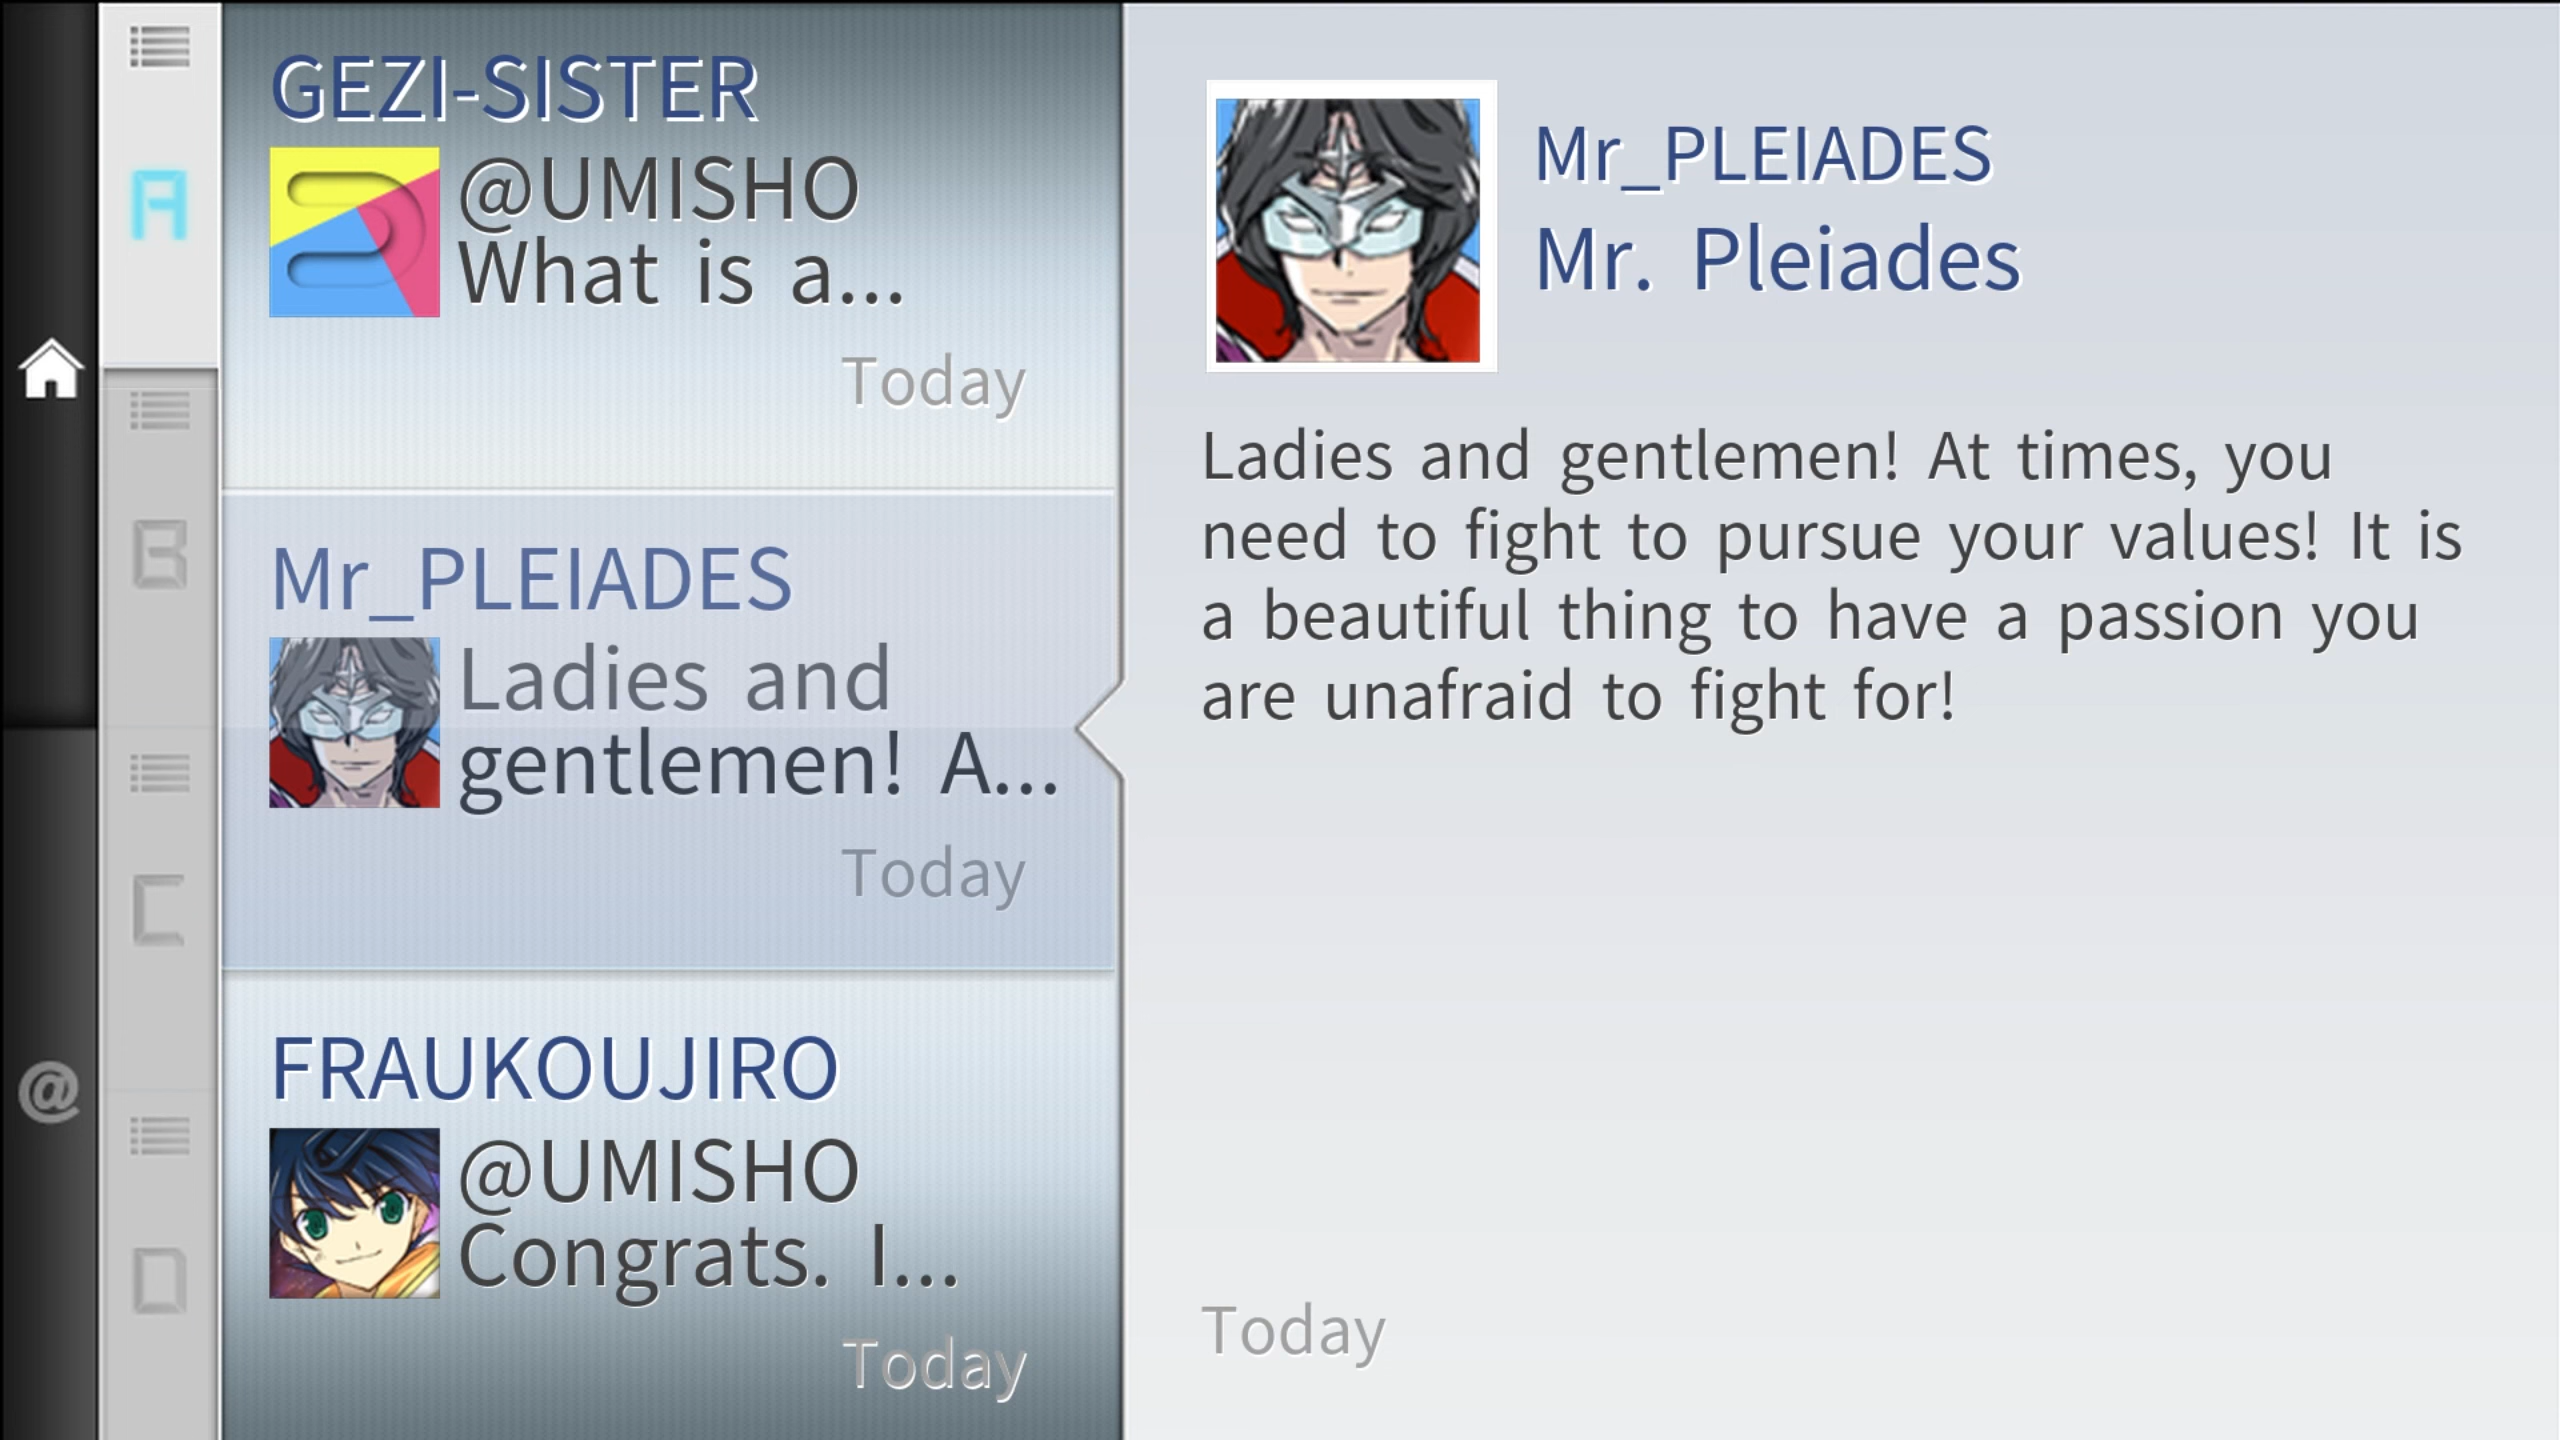 A
B
C
D
@
GEZI-SISTER
@UMISHO
What is a...
Today
Mr_PLEIADES
Ladies and
gentlemen! A...
Today
FRAUKOUJIRO
@UMISHO
Congrats. I...
Today
Mr_PLEIADES
Mr. Pleiades
Ladies and gentlemen! At times, you
need to fight to pursue your values! It is
a beautiful thing to have a passion you
are unafraid to fight for!
Today